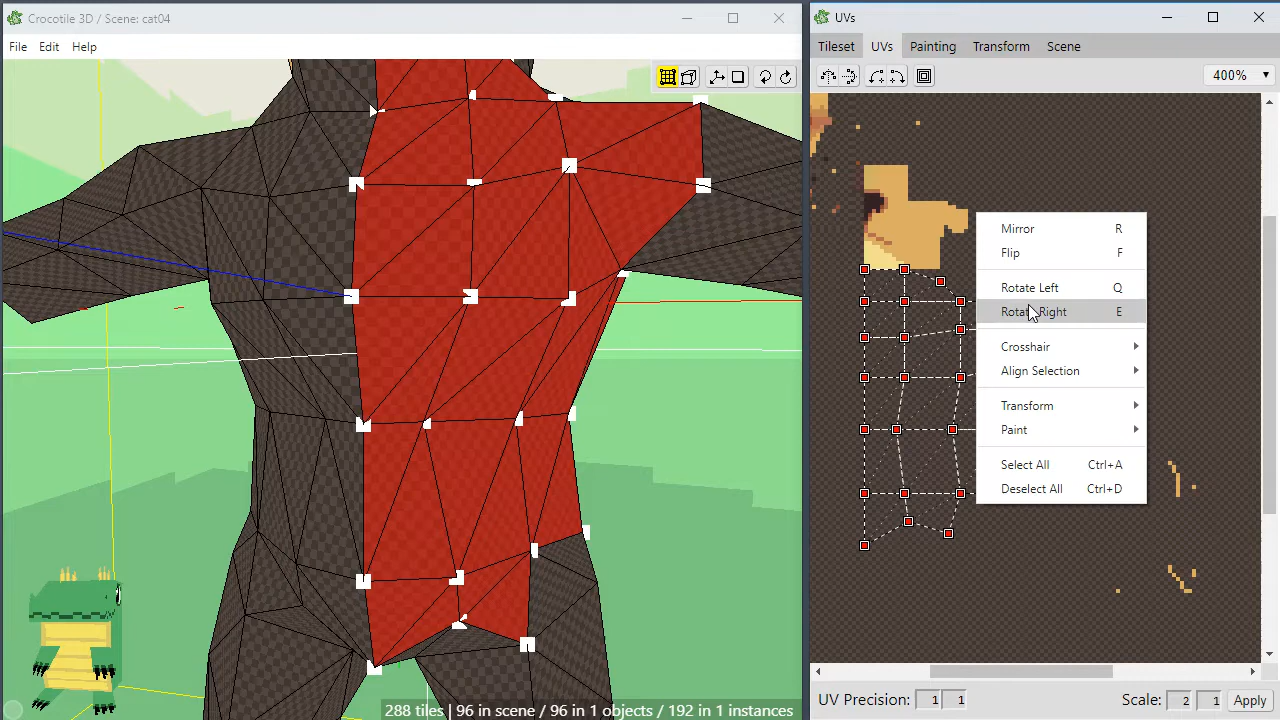 Crocotile 3D / Scene: cat04
File Edit Help
UVs
Tileset UVs Painting Transform Scene
400%
Mirror R
Flip F
Rotate Left Q
Rotate Right E
Crosshair
Align Selection
Transform
Paint
Select All Ctrl+A
Deselect All Ctrl+D
UV Precision: 1 1 Scale: 2 1 Apply
288 tiles | 96 in scene / 96 in 1 objects / 192 in 1 instances